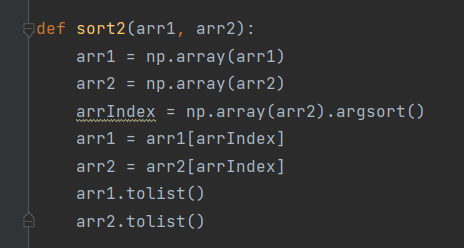 def sort2(arr1, arr2):
    arr1 = np.array(arr1)
    arr2 = np.array(arr2)
    arrIndex = np.array(arr2).argsort()
    arr1 = arr1[arrIndex]
    arr2 = arr2[arrIndex]
    arr1.tolist()
    arr2.tolist()